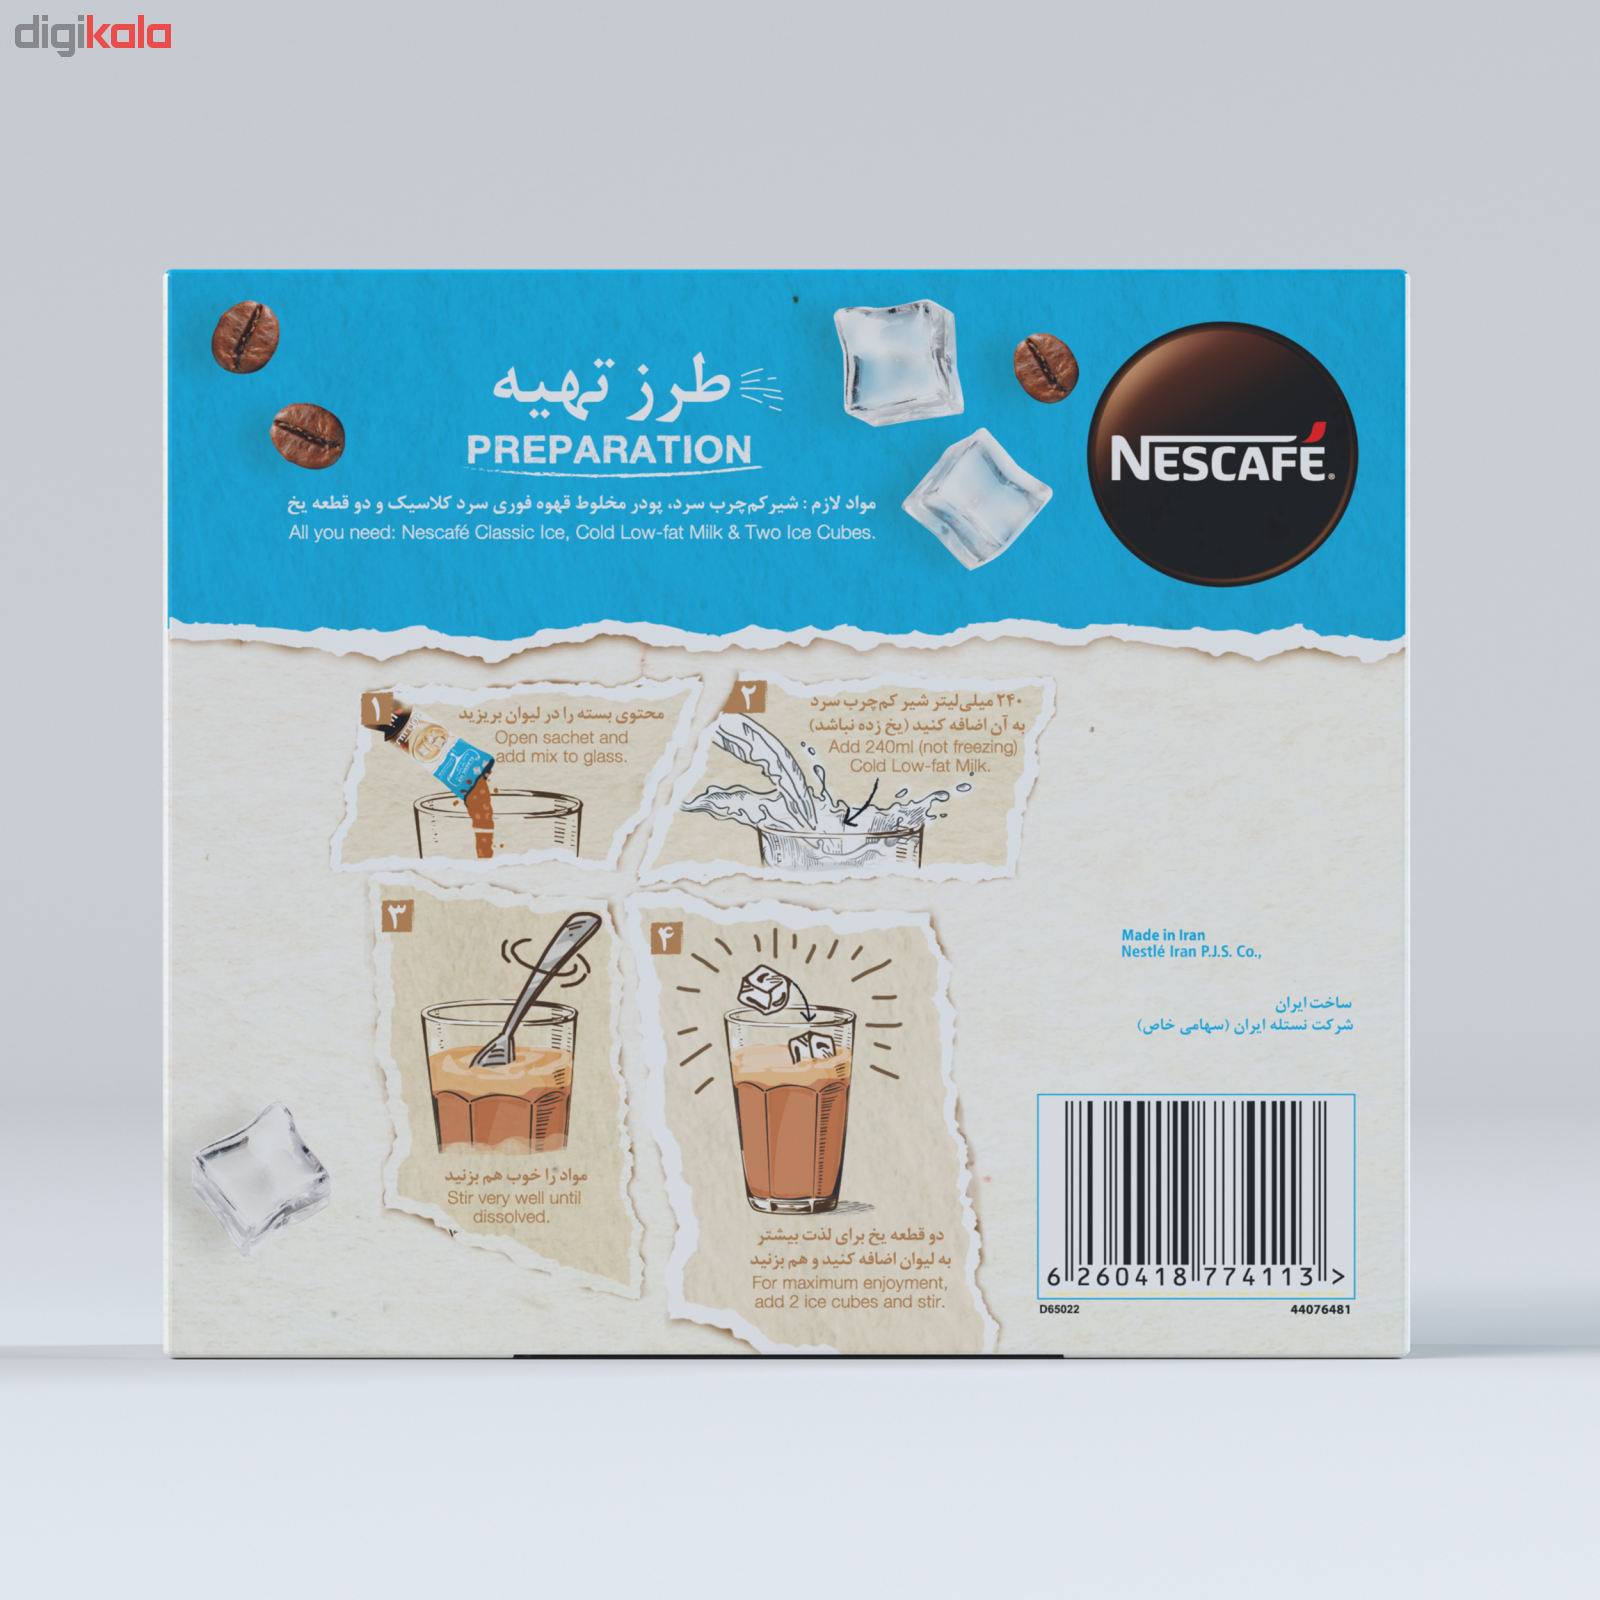 digikala
طرز تهیه
PREPARATION
مواد لازم : شیرکم‌چرب سرد، پودر مخلوط قهوه فوری سرد کلاسیک و دو قطعه یخ
All you need: Nescafé Classic Ice, Cold Low-fat Milk & Two Ice Cubes.
NESCAFÉ®
۱
محتوی بسته را در لیوان بریزید
Open sachet and
add mix to glass.
۲
۲۴۰ میلی‌لیتر شیر کم‌چرب سرد
به آن اضافه کنید (یخ زده نباشد)
Add 240ml (not freezing)
Cold Low-fat Milk.
۳
مواد را خوب هم بزنید
Stir very well until
dissolved.
۴
دو قطعه یخ برای لذت بیشتر
به لیوان اضافه کنید و هم بزنید
For maximum enjoyment,
add 2 ice cubes and stir.
Made in Iran
Nestlé Iran P.J.S. Co.,
ساخت ایران
شرکت نستله ایران (سهامی خاص)
6 260418 774113 >
D65022
44076481